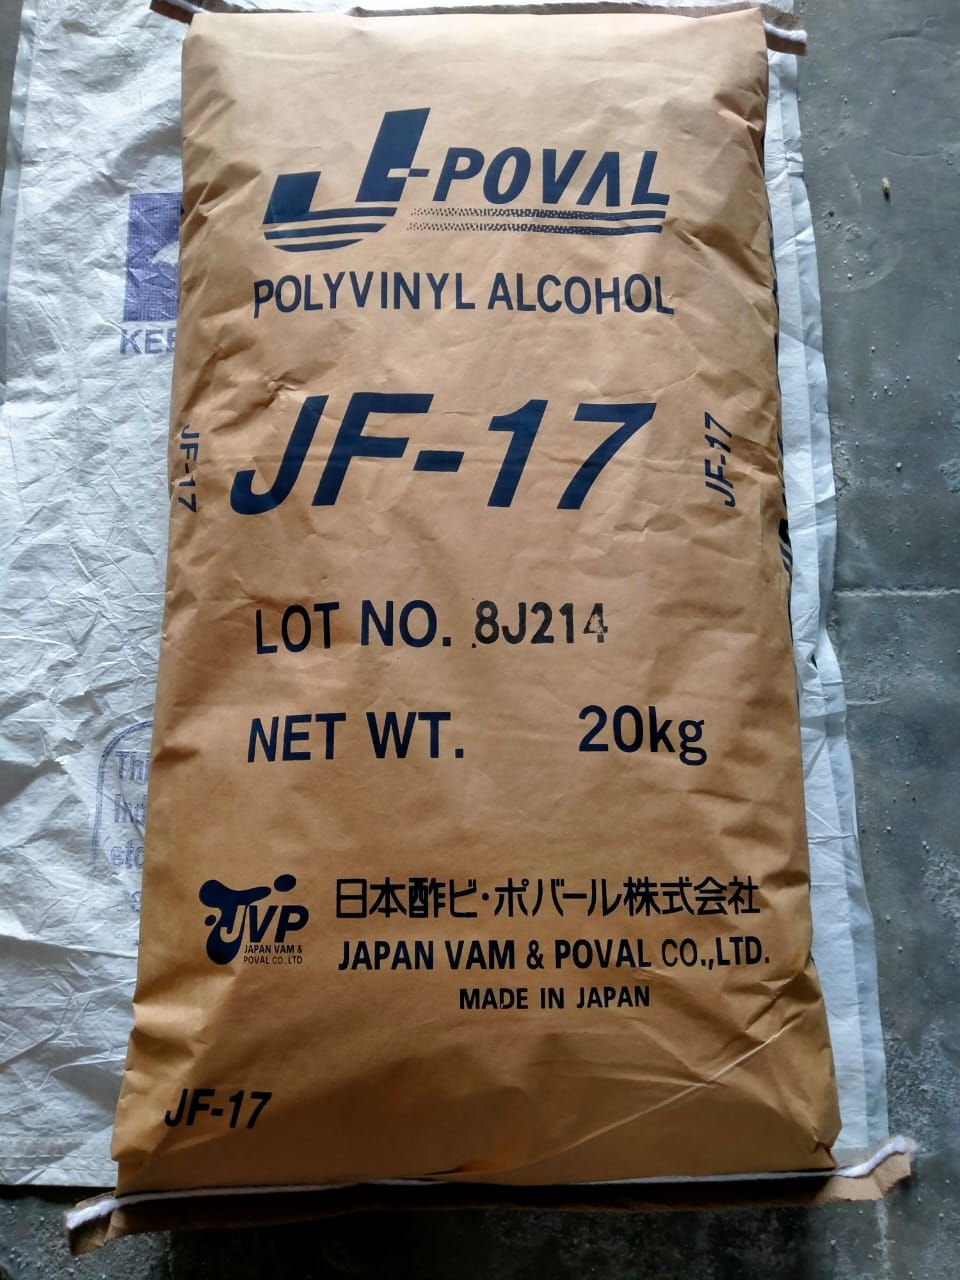 J-POVAL
POLYVINYL ALCOHOL
JF-17
JF-17
JF-17
LOT NO. 8J214
NET WT. 20kg
JVP
JAPAN VAM &
POVAL CO.,LTD
日本酢ビ・ポバール株式会社
JAPAN VAM & POVAL CO.,LTD.
MADE IN JAPAN
JF-17